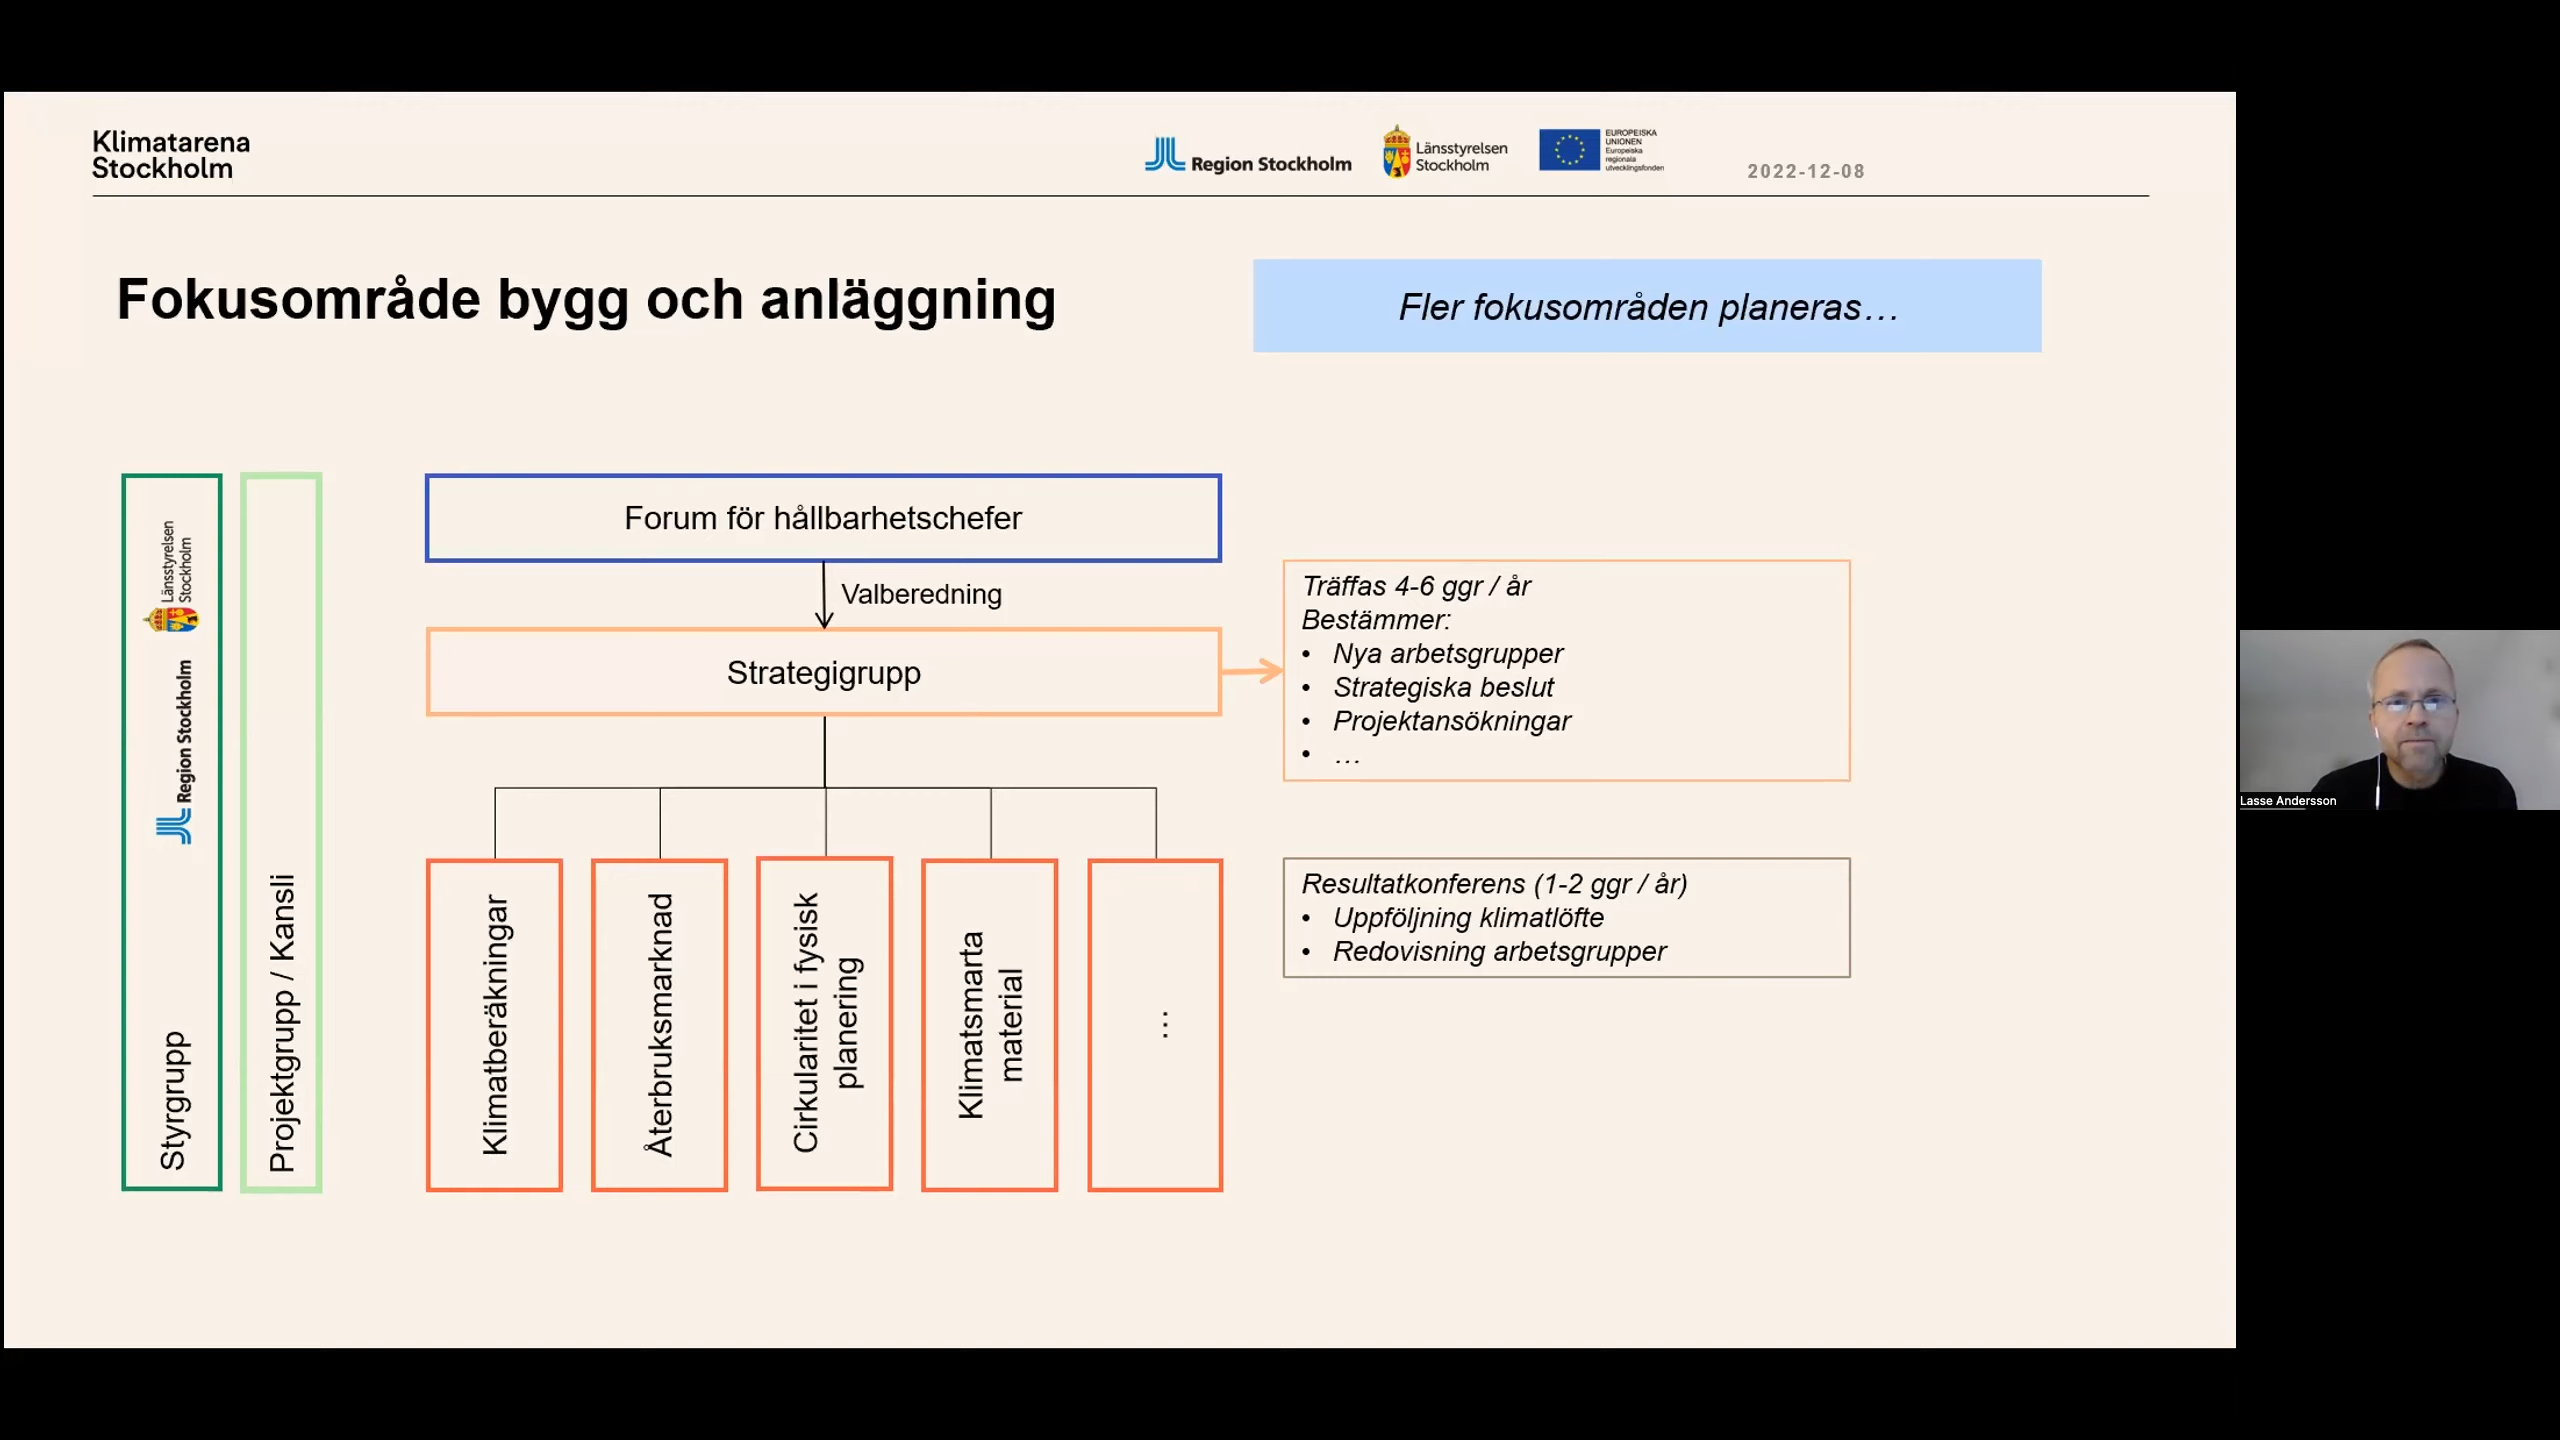 Klimatarena
Stockholm
Region Stockholm
Länsstyrelsen
Stockholm
EUROPEISKA
UNIONEN
Europeiska
regionala
utvecklingsfonden
2022-12-08
Fokusområde bygg och anläggning
Fler fokusområden planeras…
Styrgrupp
Region Stockholm
Länsstyrelsen
Stockholm
Projektgrupp / Kansli
Forum för hållbarhetschefer
Valberedning
Strategigrupp
Träffas 4-6 ggr / år
Bestämmer:
• Nya arbetsgrupper
• Strategiska beslut
• Projektansökningar
• …
Klimatberäkningar
Återbruksmarknad
Cirkularitet i fysisk
planering
Klimatsmarta
material
…
Resultatkonferens (1-2 ggr / år)
• Uppföljning klimatlöfte
• Redovisning arbetsgrupper
Lasse Andersson